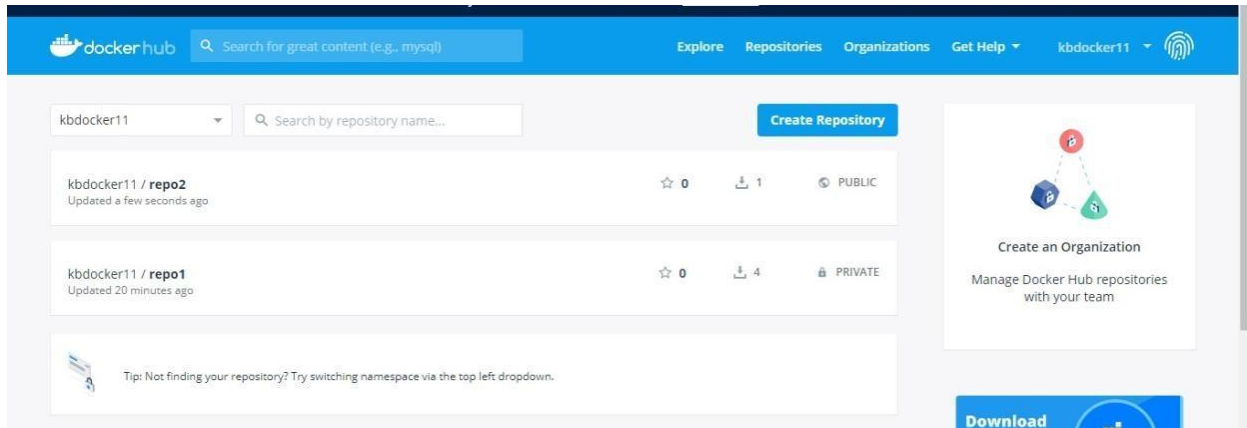 dockerhub
Search for great content (e.g., mysql)
Explore
Repositories
Organizations
Get Help
kbdocker11
kbdocker11
Search by repository name...
Create Repository
kbdocker11 / repo2
Updated a few seconds ago
0
1
PUBLIC
kbdocker11 / repo1
Updated 20 minutes ago
0
4
PRIVATE
Tip: Not finding your repository? Try switching namespace via the top left dropdown.
Create an Organization
Manage Docker Hub repositories
with your team
Download